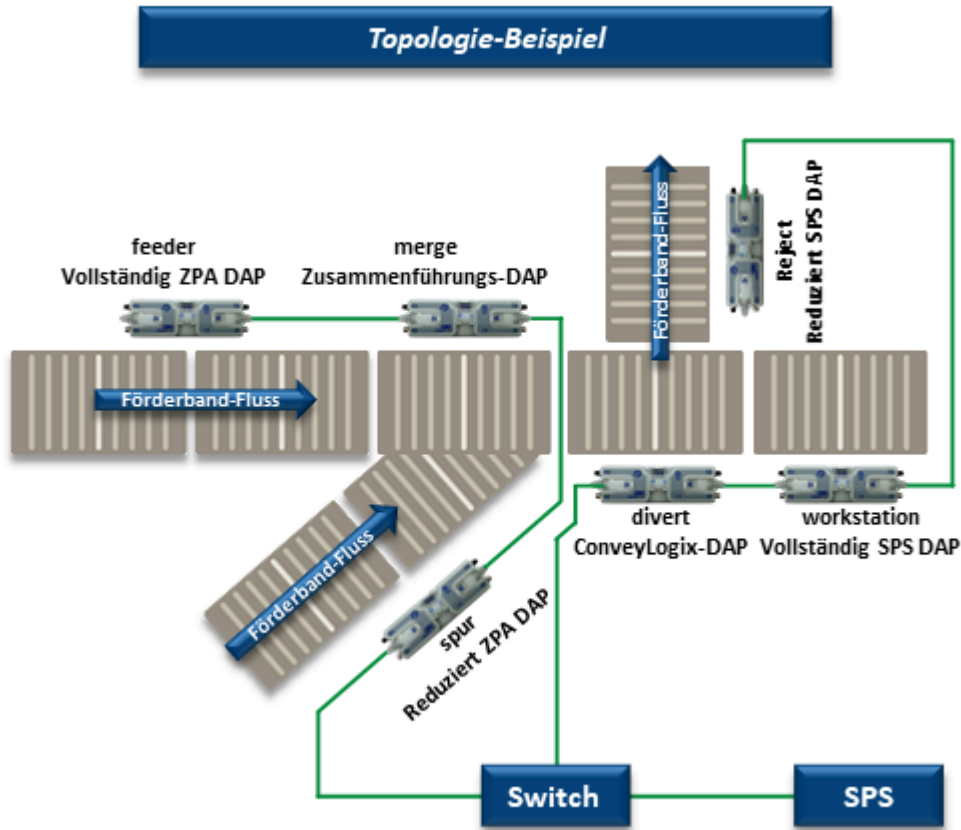 Topologie-Beispiel
feeder
Vollständig ZPA DAP
merge
Zusammenführungs-DAP
Förderband-Fluss
Reject
Reduziert SPS DAP
Förderband-Fluss
Förderband-Fluss
divert
ConveyLogix-DAP
workstation
Vollständig SPS DAP
spur
Reduziert ZPA DAP
Switch
SPS